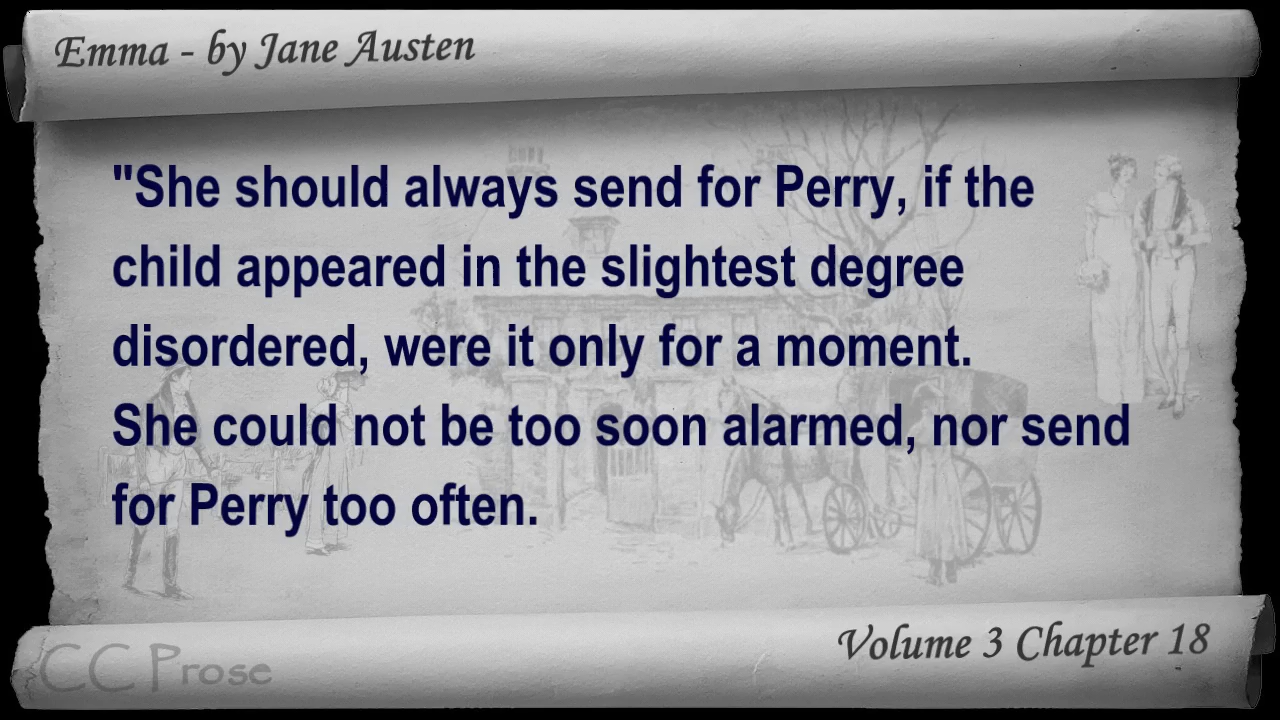 Emma - by Jane Austen
"She should always send for Perry, if the
child appeared in the slightest degree
disordered, were it only for a moment.
She could not be too soon alarmed, nor send
for Perry too often.
Volume 3 Chapter 18
CC Prose